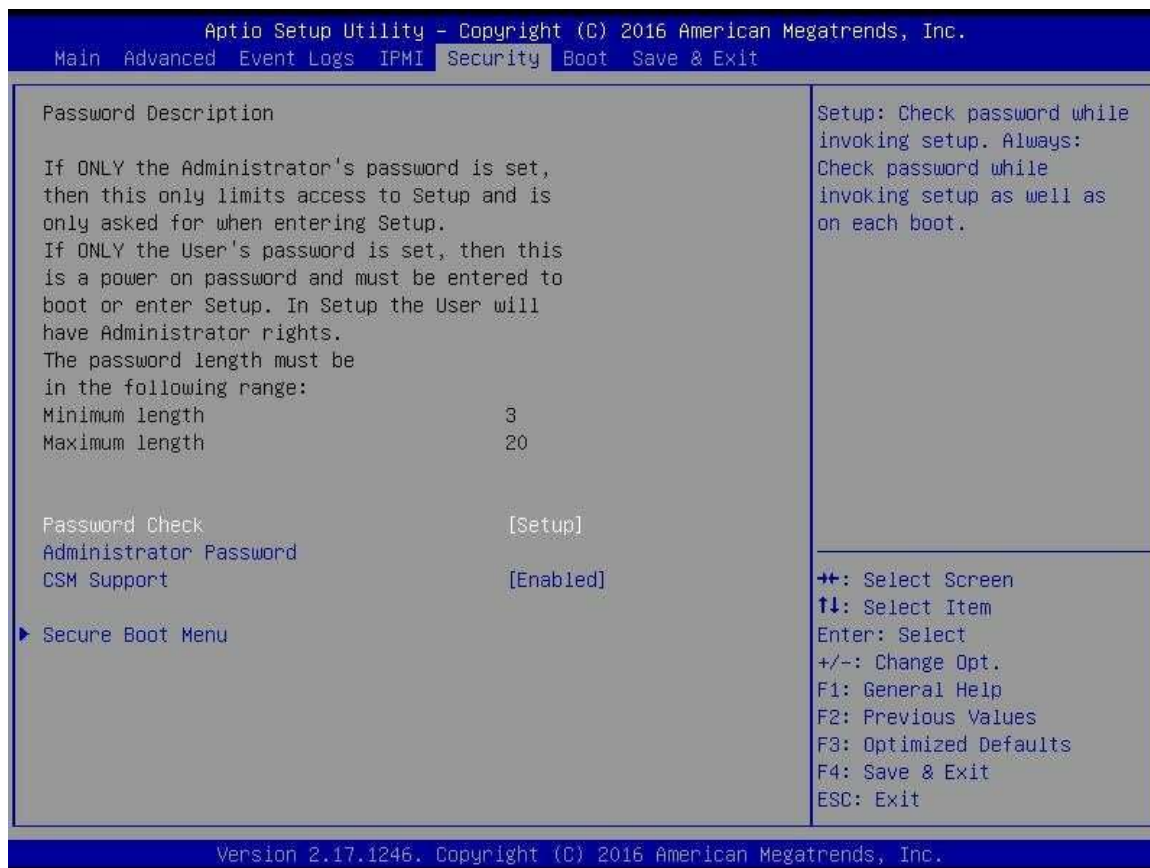 Aptio Setup Utility – Copyright (C) 2016 American Megatrends, Inc.
Main Advanced Event Logs IPMI Security Boot Save & Exit
Password Description
If ONLY the Administrator's password is set,
then this only limits access to Setup and is
only asked for when entering Setup.
If ONLY the User's password is set, then this
is a power on password and must be entered to
boot or enter Setup. In Setup the User will
have Administrator rights.
The password length must be
in the following range:
Minimum length 3
Maximum length 20
Password Check [Setup]
Administrator Password
CSM Support [Enabled]
Secure Boot Menu
Setup: Check password while
invoking setup. Always:
Check password while
invoking setup as well as
on each boot.
→←: Select Screen
↑↓: Select Item
Enter: Select
+/-: Change Opt.
F1: General Help
F2: Previous Values
F3: Optimized Defaults
F4: Save & Exit
ESC: Exit
Version 2.17.1246. Copyright (C) 2016 American Megatrends, Inc.